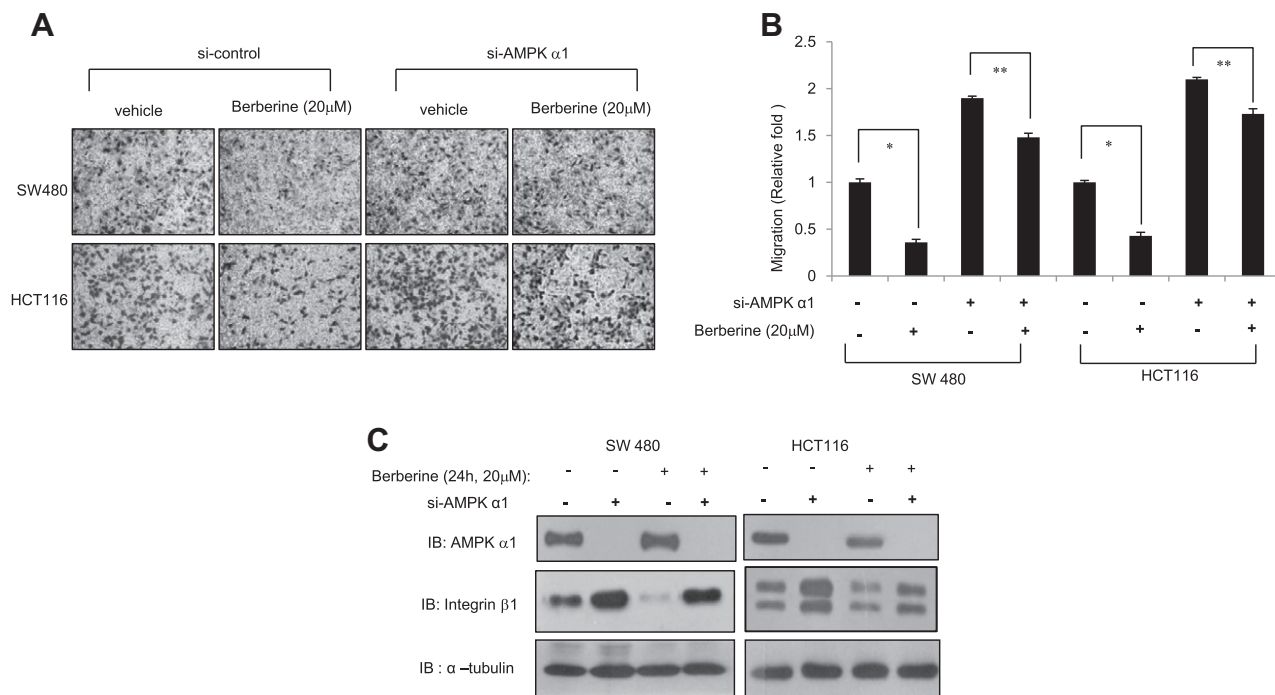 A
si-control
si-AMPK α1
vehicle
Berberine (20μM)
vehicle
Berberine (20μM)
SW480
HCT116
B
Migration (Relative fold )
2.5
2
1.5
1
0.5
0
*
**
*
**
si-AMPK α1
- - + + - - + +
Berberine (20μM)
- + - + - + - +
SW 480
HCT116
C
SW 480
HCT116
Berberine (24h, 20μM):
- - + + - - + +
si-AMPK α1
- + - + - + - +
IB: AMPK α1
IB: Integrin β1
IB : α –tubulin